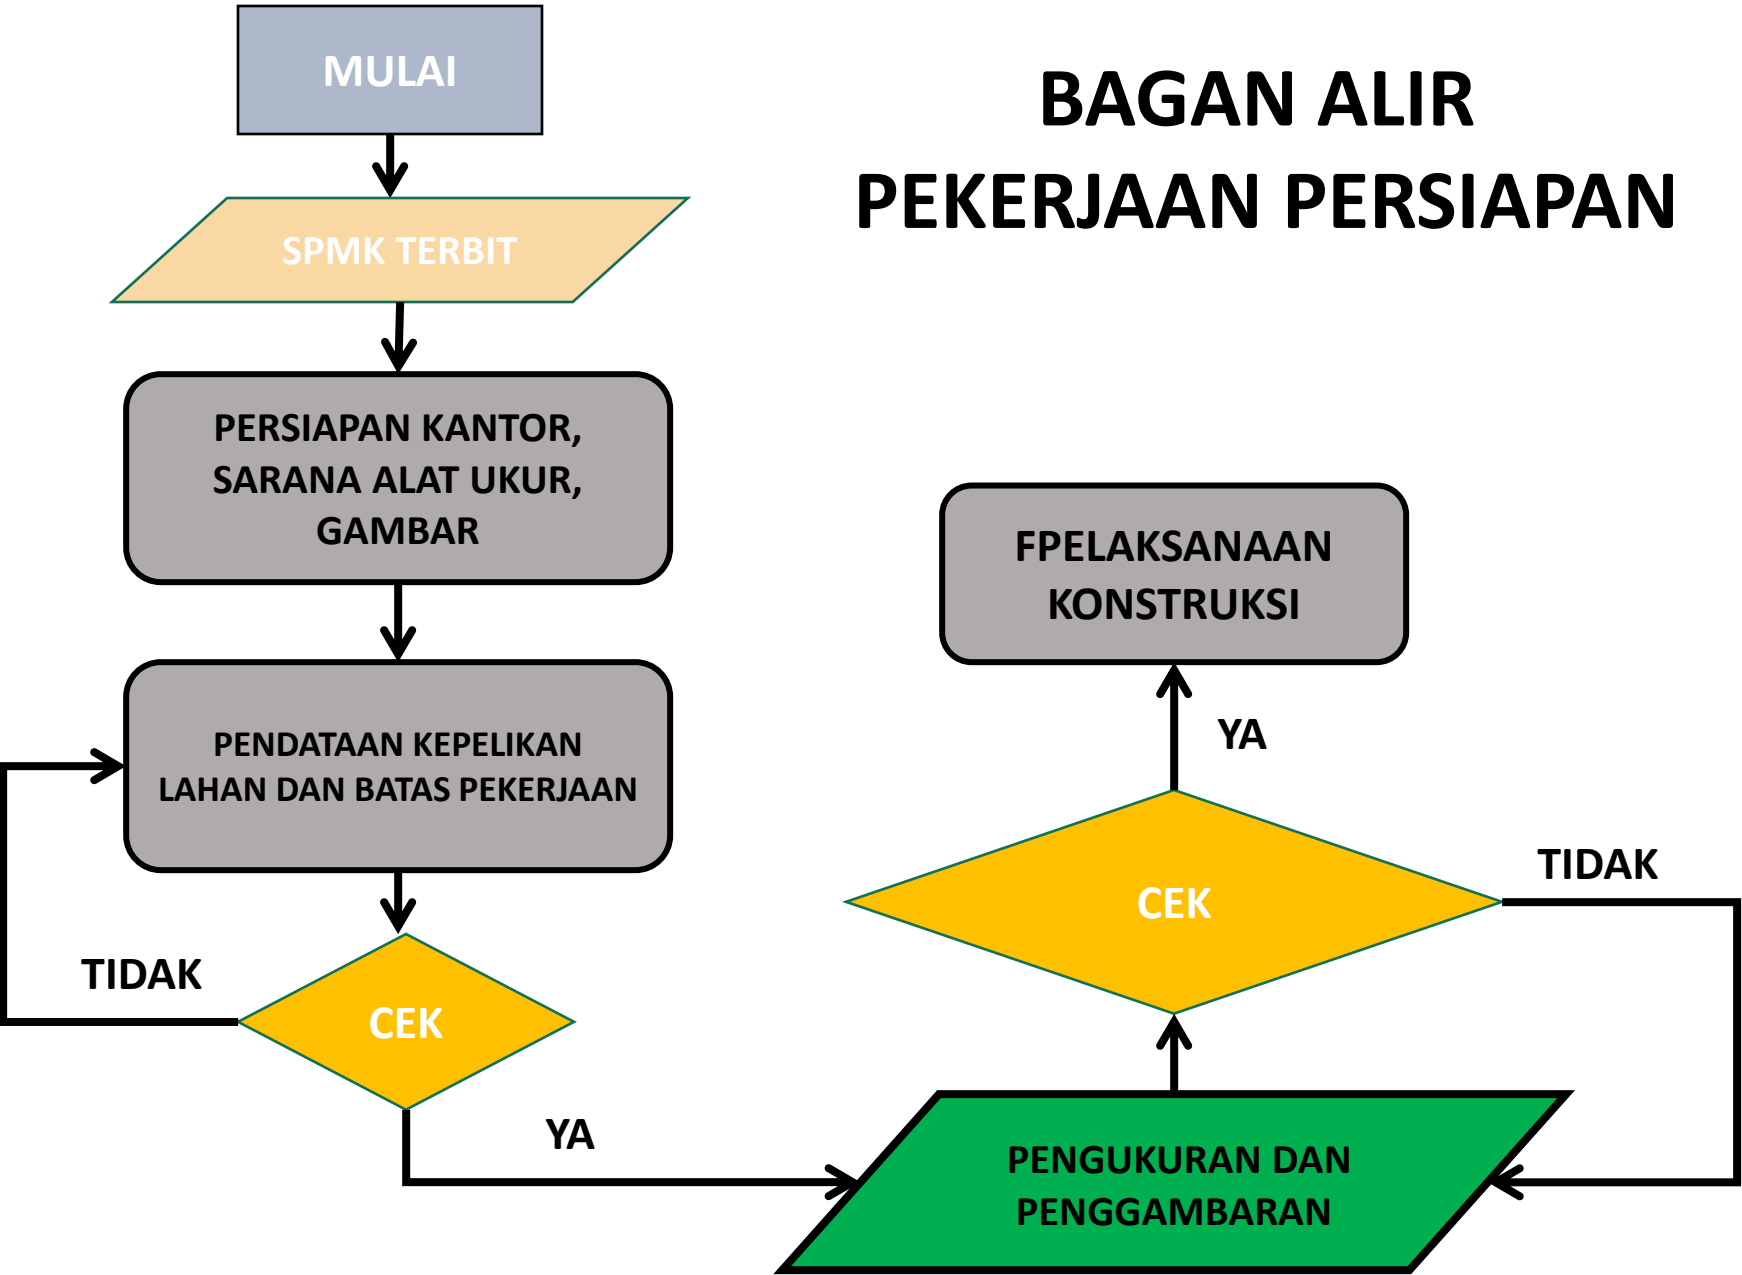 MULAI
BAGAN ALIR
PEKERJAAN PERSIAPAN
SPMK TERBIT
PERSIAPAN KANTOR,
SARANA ALAT UKUR,
GAMBAR
PENDATAAN KEPELIKAN
LAHAN DAN BATAS PEKERJAAN
TIDAK
CEK
YA
PENGUKURAN DAN
PENGGAMBARAN
CEK
TIDAK
YA
FPELAKSANAAN
KONSTRUKSI